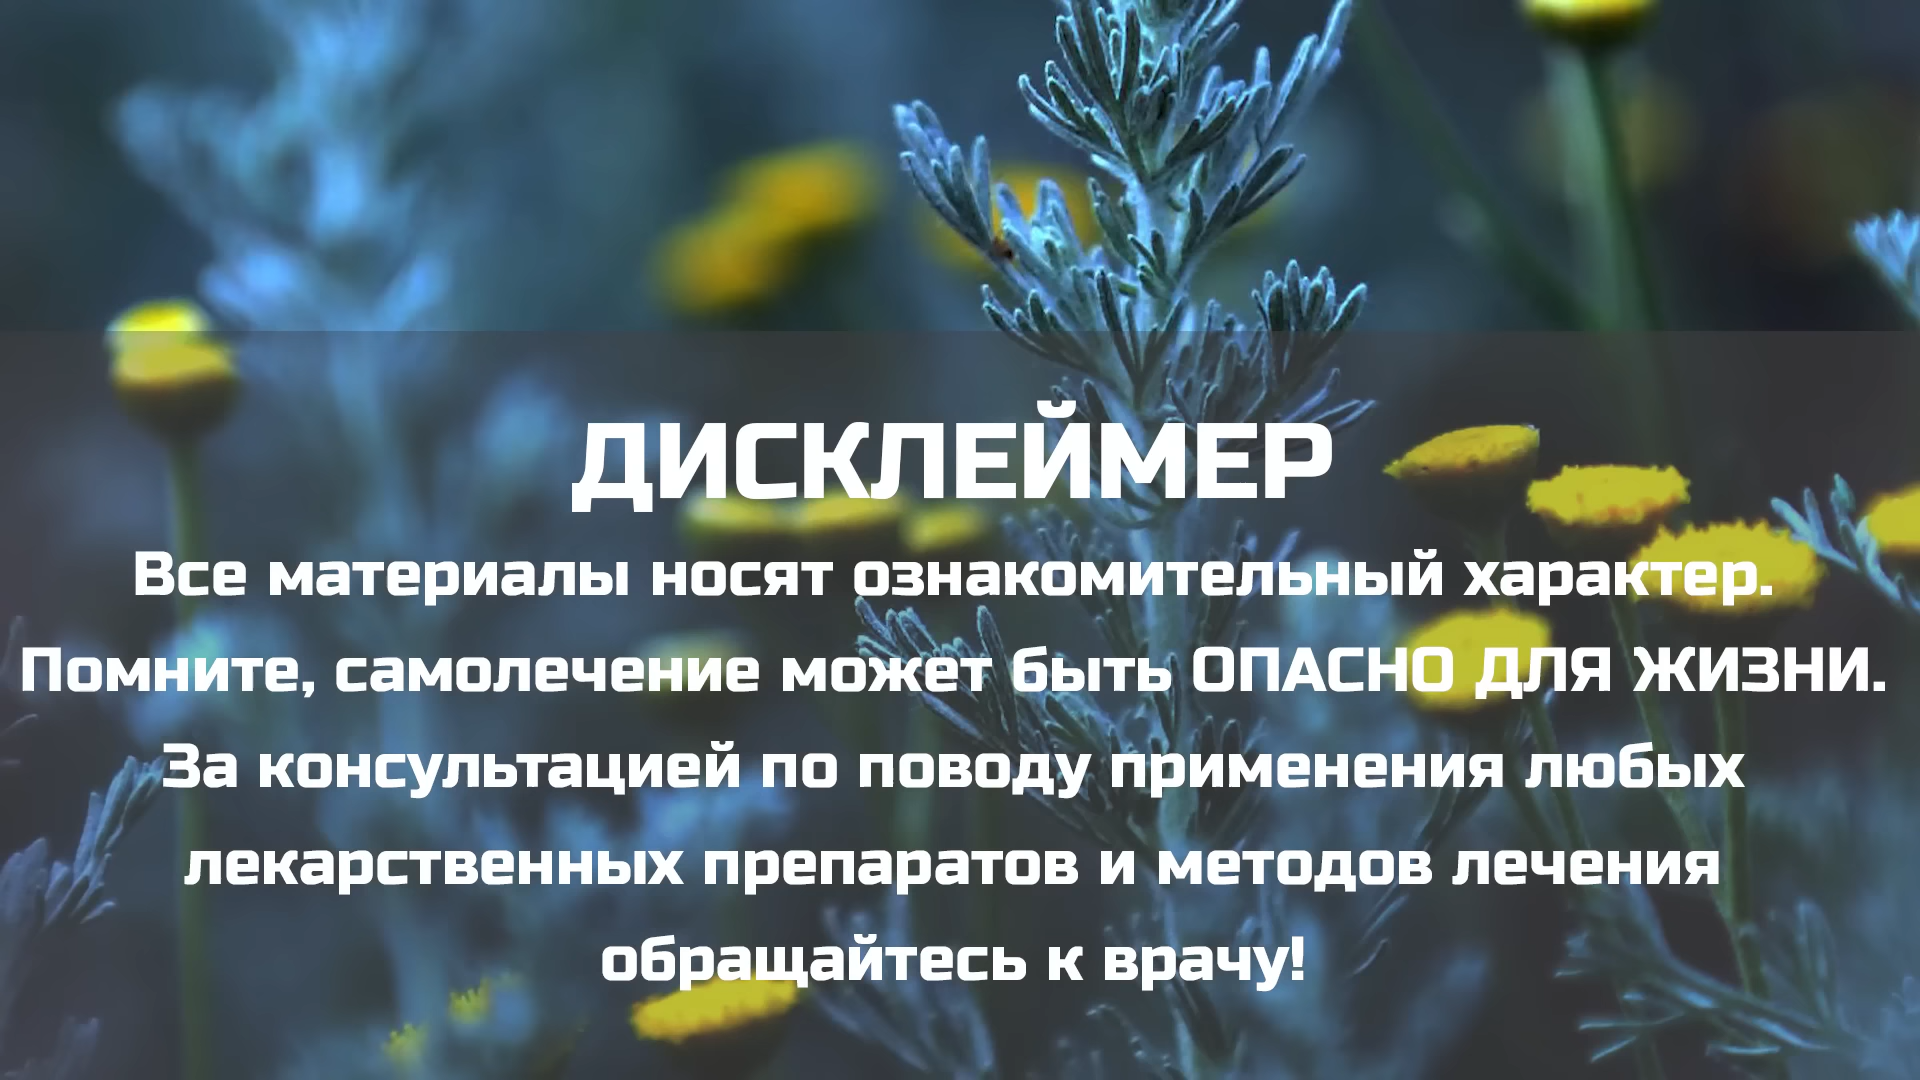 ДИСКЛЕЙМЕР
Все материалы носят ознакомительный характер.
Помните, самолечение может быть ОПАСНО ДЛЯ ЖИЗНИ.
За консультацией по поводу применения любых
лекарственных препаратов и методов лечения
обращайтесь к врачу!